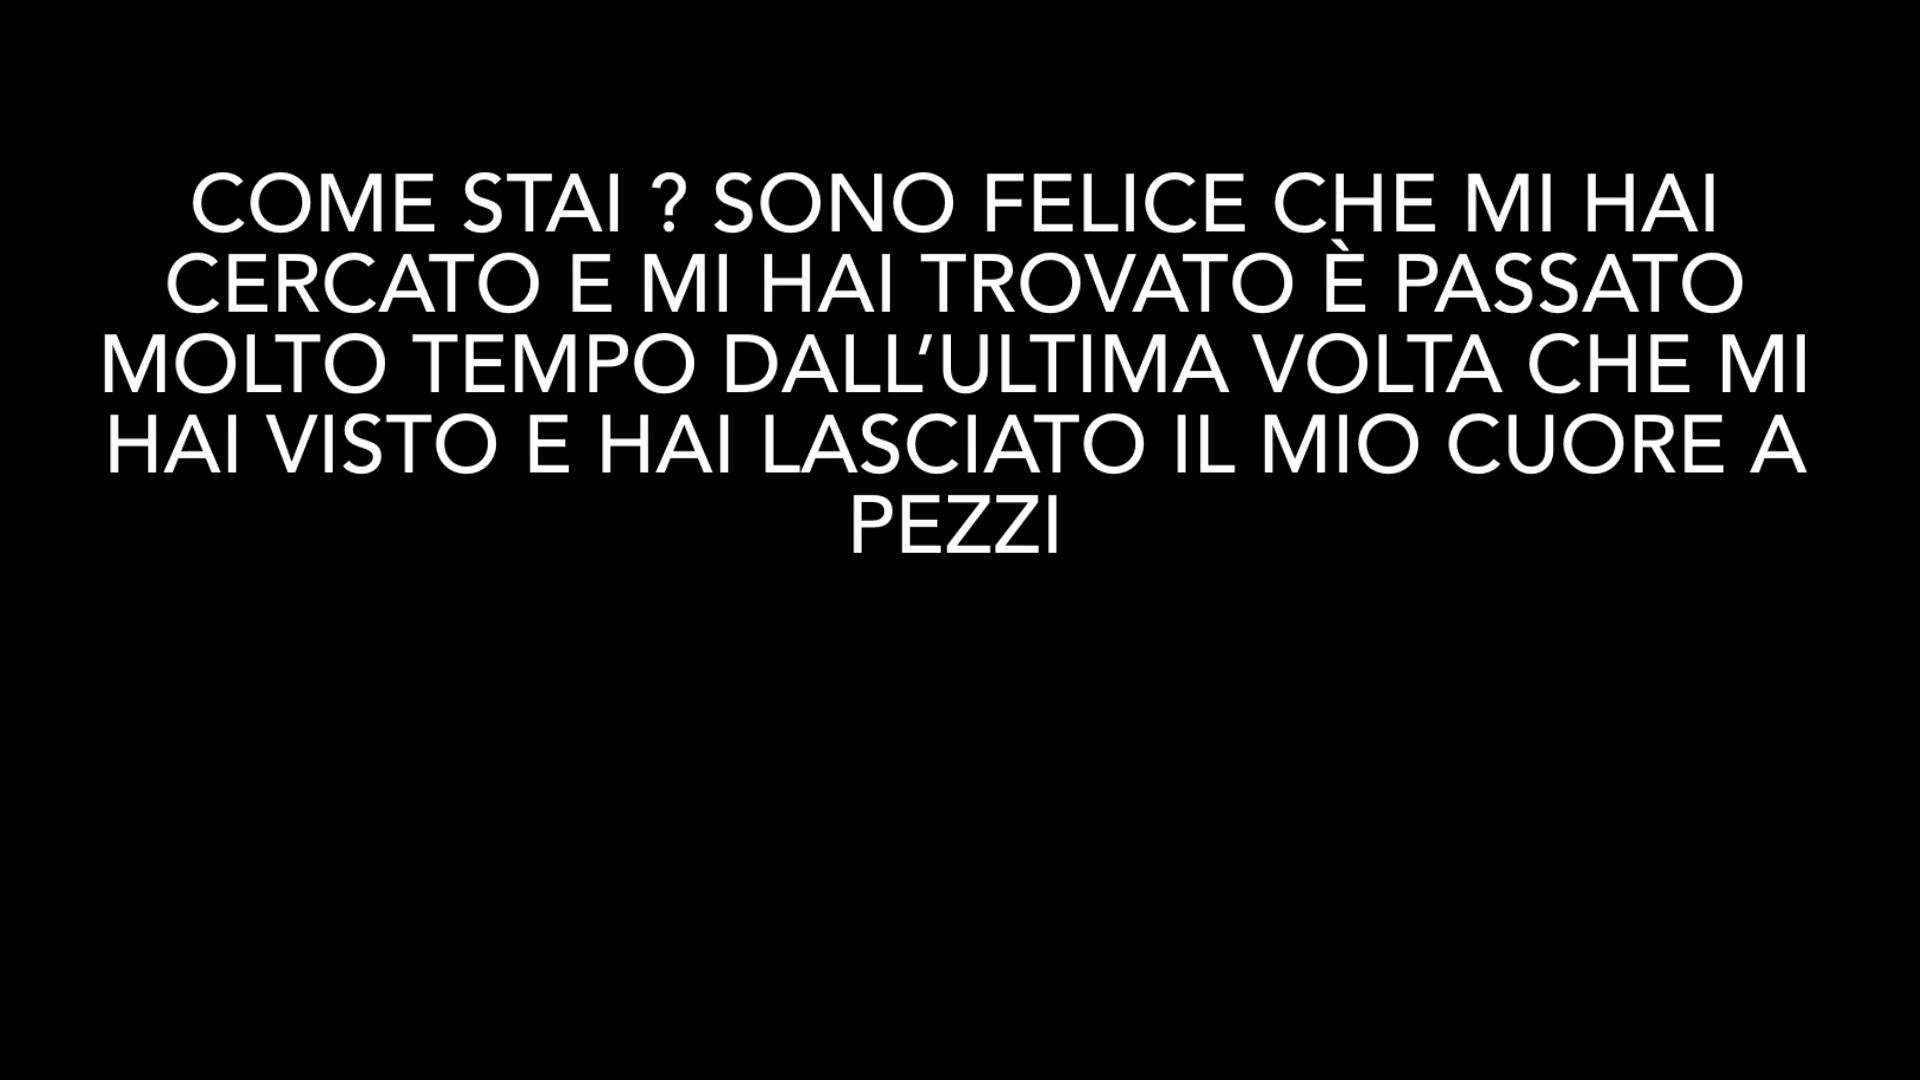 COME STAI ? SONO FELICE CHE MI HAI
CERCATO E MI HAI TROVATO È PASSATO
MOLTO TEMPO DALL’ULTIMA VOLTA CHE MI
HAI VISTO E HAI LASCIATO IL MIO CUORE A
PEZZI